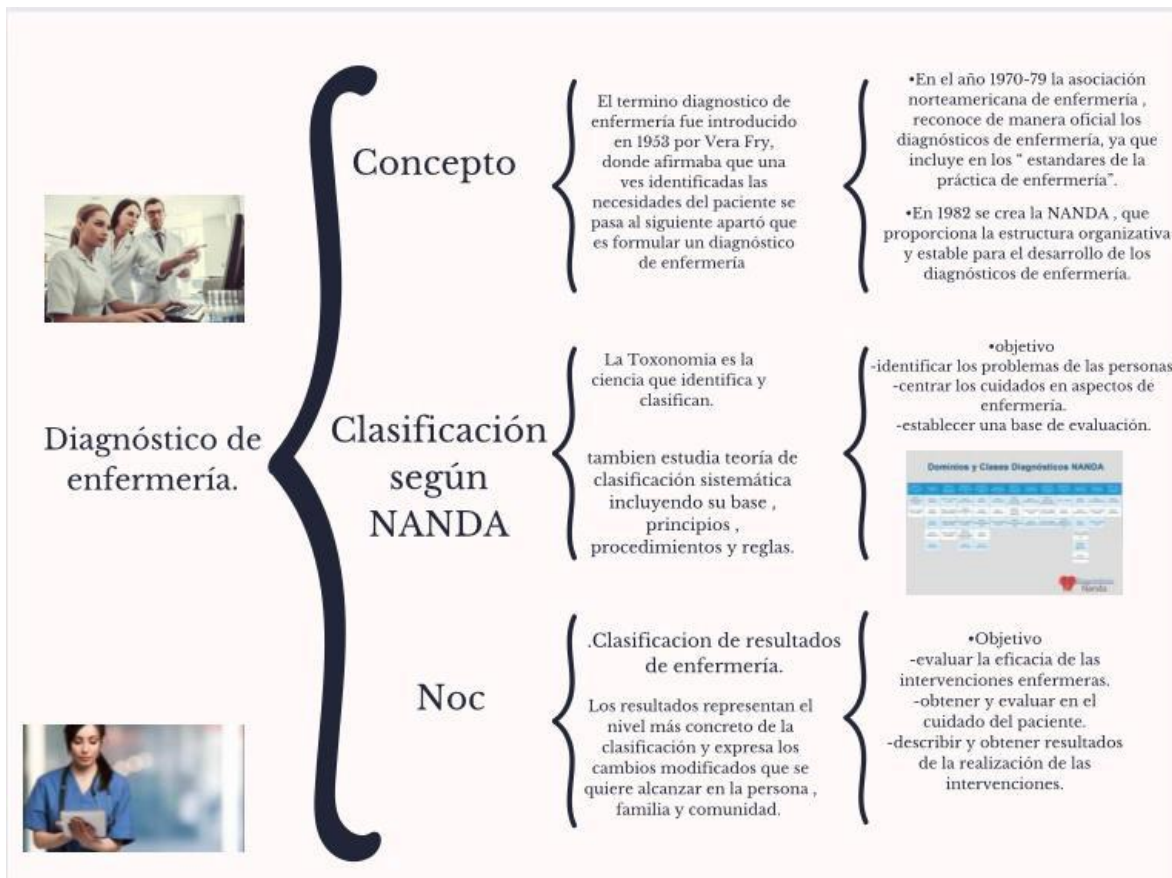 Diagnóstico de
enfermería.
Concepto
El termino diagnostico de
enfermería fue introducido
en 1953 por Vera Fry,
donde afirmaba que una
ves identificadas las
necesidades del paciente se
pasa al siguiente apartó que
es formular un diagnóstico
de enfermería
•En el año 1970-79 la asociación
norteamericana de enfermería ,
reconoce de manera oficial los
diagnósticos de enfermería, ya que
incluye en los “ estandares de la
práctica de enfermería”.
•En 1982 se crea la NANDA , que
proporciona la estructura organizativa
y estable para el desarrollo de los
diagnósticos de enfermería.
Clasificación
según
NANDA
La Toxonomia es la
ciencia que identifica y
clasifican.
tambien estudia teoría de
clasificación sistemática
incluyendo su base ,
principios ,
procedimientos y reglas.
•objetivo
-identificar los problemas de las personas
-centrar los cuidados en aspectos de
enfermería.
-establecer una base de evaluación.
Dominios y Clases Diagnósticos NANDA
Noc
.Clasificacion de resultados
de enfermería.
Los resultados representan el
nivel más concreto de la
clasificación y expresa los
cambios modificados que se
quiere alcanzar en la persona ,
familia y comunidad.
•Objetivo
-evaluar la eficacia de las
intervenciones enfermeras.
-obtener y evaluar en el
cuidado del paciente.
-describir y obtener resultados
de la realización de las
intervenciones.